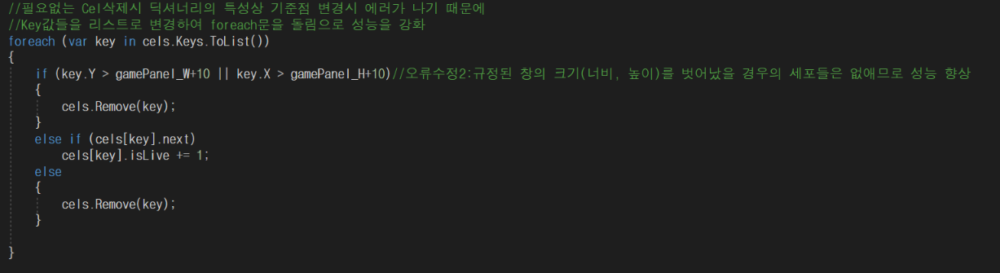 //필요없는 Cel삭제시 딕셔너리의 특성상 기준점 변경시 에러가 나기 때문에
//Key값들을 리스트로 변경하여 foreach문을 돌림으로 성능을 강화
foreach (var key in cels.Keys.ToList())
{
if (key.Y > gamePanel_W+10 || key.X > gamePanel_H+10)//오류수정2:규정된 창의 크기(너비, 높이)를 벗어났을 경우의 세포들은 없애므로 성능 향상
{
cels.Remove(key);
}
else if (cels[key].next)
cels[key].isLive += 1;
else
{
cels.Remove(key);
}
}